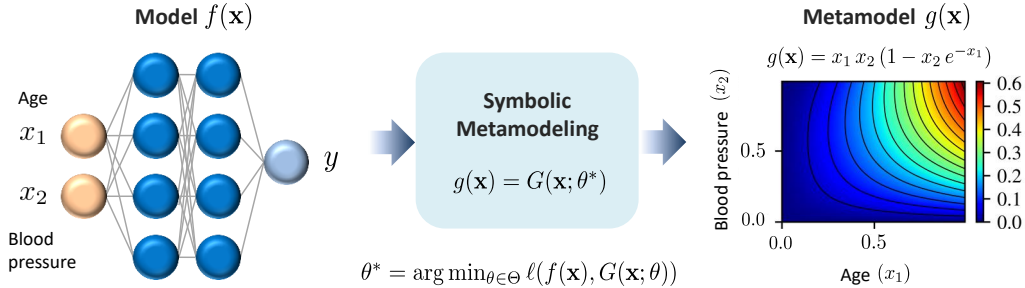 Model f(x)
Age
x₁
x₂
Blood
pressure
y
Symbolic
Metamodeling
g(x) = G(x; θ*)
θ* = arg min_{θ∈Θ} ℓ(f(x), G(x; θ))
Metamodel g(x)
g(x) = x₁ x₂ (1 − x₂ e^{−x₁})
Blood pressure (x₂)
0.5
0.0
0.0
0.5
Age (x₁)
0.6
0.5
0.4
0.3
0.2
0.1
0.0